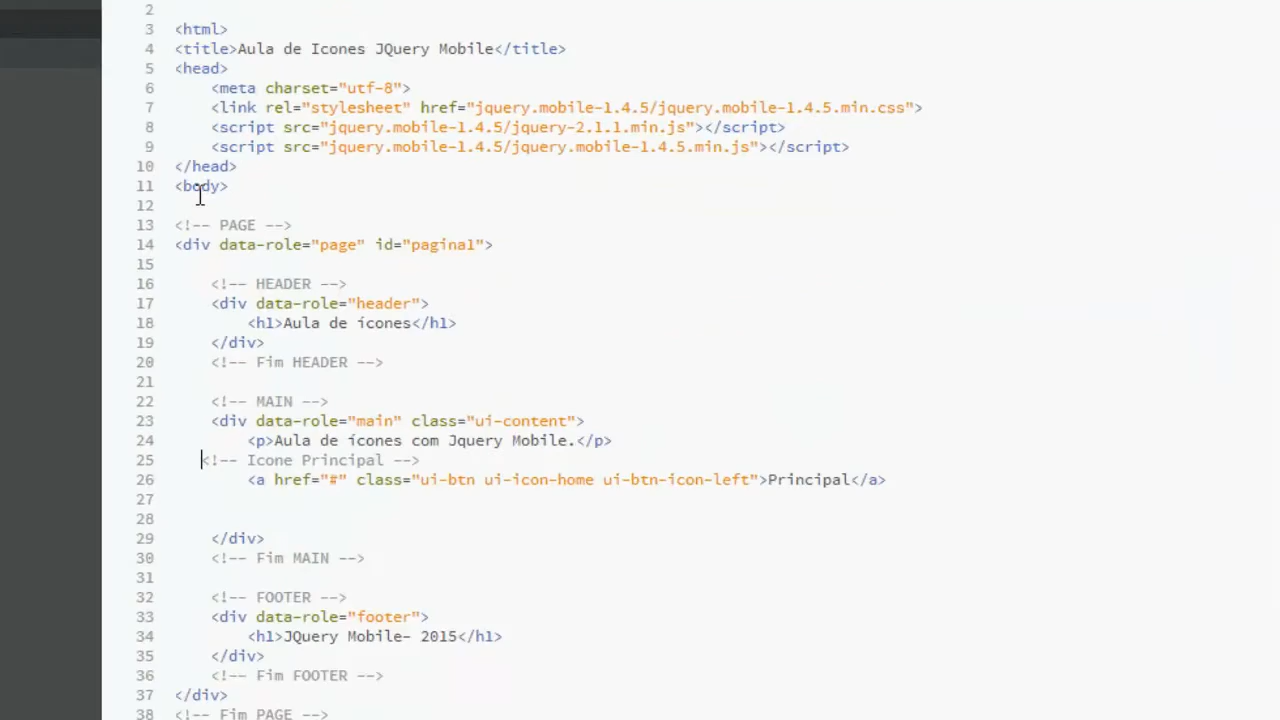 2
3 <html>
4 <title>Aula de Icones JQuery Mobile</title>
5 <head>
6 <meta charset="utf-8">
7 <link rel="stylesheet" href="jquery.mobile-1.4.5/jquery.mobile-1.4.5.min.css">
8 <script src="jquery.mobile-1.4.5/jquery-2.1.1.min.js"></script>
9 <script src="jquery.mobile-1.4.5/jquery.mobile-1.4.5.min.js"></script>
10 </head>
11 <body>
12
13 <!-- PAGE -->
14 <div data-role="page" id="pagina1">
15
16 <!-- HEADER -->
17 <div data-role="header">
18 <h1>Aula de ícones</h1>
19 </div>
20 <!-- Fim HEADER -->
21
22 <!-- MAIN -->
23 <div data-role="main" class="ui-content">
24 <p>Aula de ícones com Jquery Mobile.</p>
25 <!-- Icone Principal -->
26 <a href="#" class="ui-btn ui-icon-home ui-btn-icon-left">Principal</a>
27
28
29 </div>
30 <!-- Fim MAIN -->
31
32 <!-- FOOTER -->
33 <div data-role="footer">
34 <h1>JQuery Mobile- 2015</h1>
35 </div>
36 <!-- Fim FOOTER -->
37 </div>
38 <!-- Fim PAGE -->